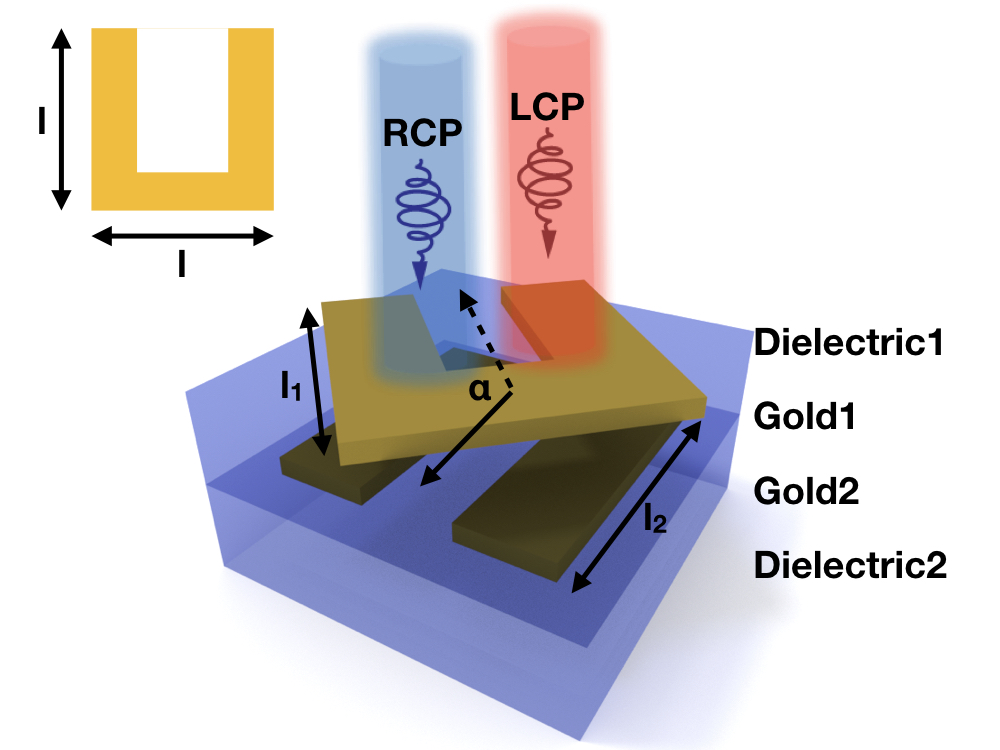 l
l
RCP
LCP
l₁
α
l₂
Dielectric1
Gold1
Gold2
Dielectric2